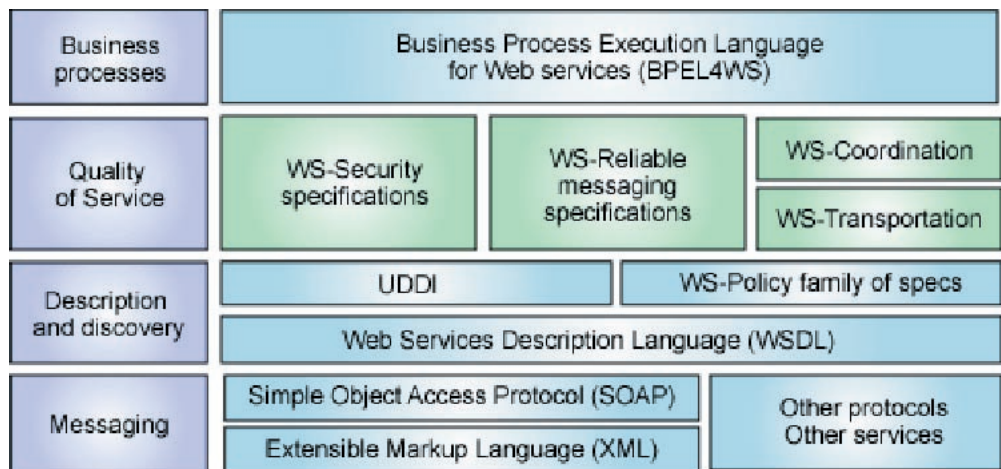 Business
processes
Business Process Execution Language
for Web services (BPEL4WS)
Quality
of Service
WS-Security
specifications
WS-Reliable
messaging
specifications
WS-Coordination
WS-Transportation
Description
and discovery
UDDI
WS-Policy family of specs
Web Services Description Language (WSDL)
Messaging
Simple Object Access Protocol (SOAP)
Extensible Markup Language (XML)
Other protocols
Other services